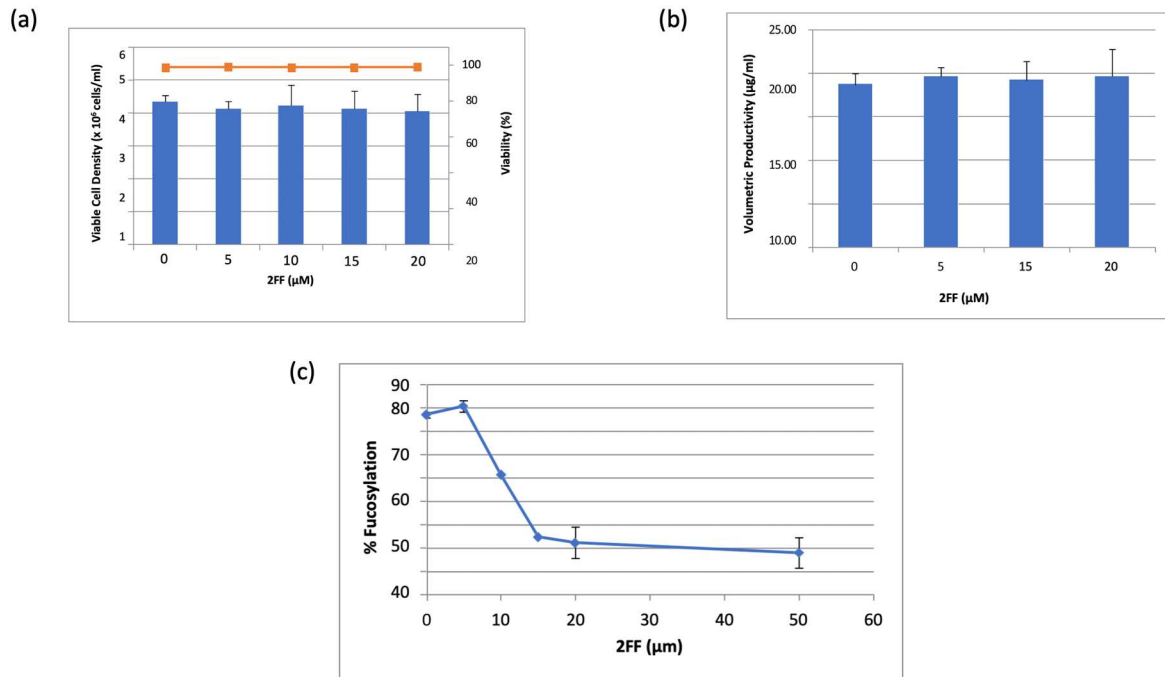 (a)
Viable Cell Density (x 10⁶ cells/ml)
6
5
4
3
2
1
100
80
60
40
20
Viability (%)
0 5 10 15 20
2FF (µM)
(b)
Volumetric Productivity (µg/ml)
25.00
20.00
15.00
10.00
0 5 15 20
2FF (µM)
(c)
% Fucosylation
90
80
70
60
50
40
0 10 20 30 40 50 60
2FF (µm)